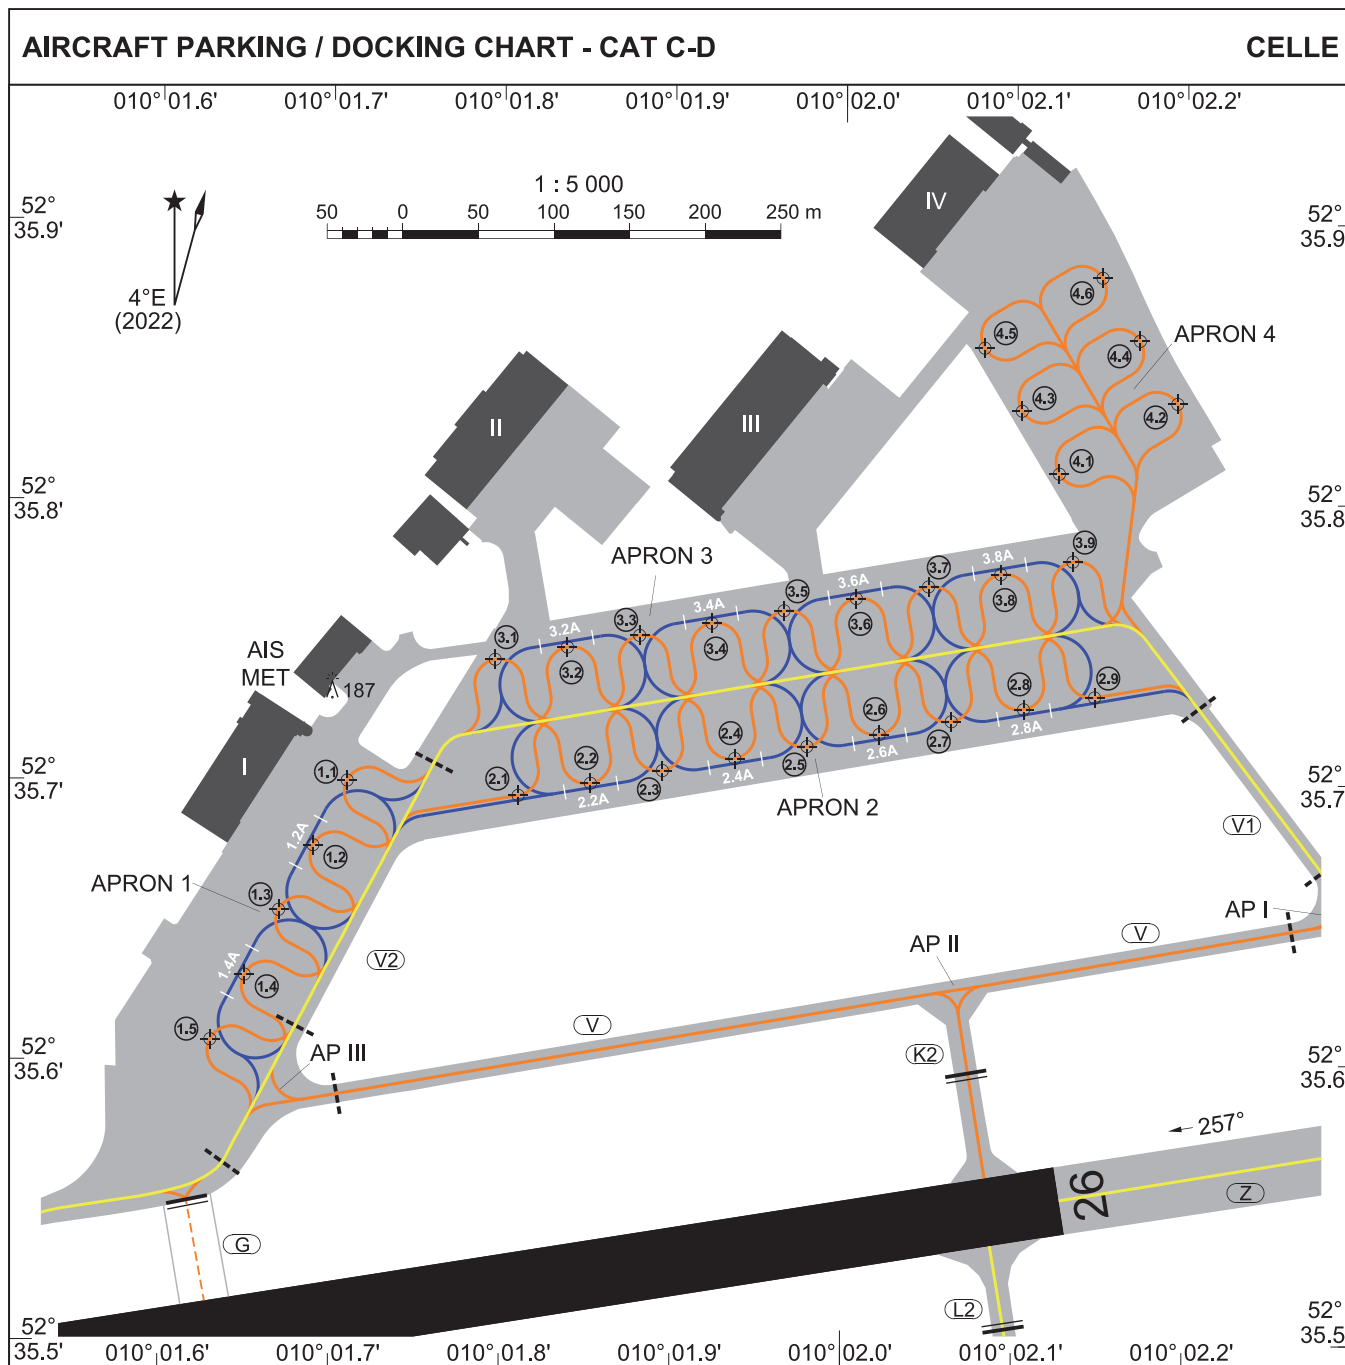 AIRCRAFT PARKING / DOCKING CHART - CAT C-D
CELLE
010° 01.6'
010° 01.7'
010° 01.8'
010° 01.9'
010° 02.0'
010° 02.1'
010° 02.2'
1 : 5 000
50 0 50 100 150 200 250 m
52°
35.9'
52°
35.9
4°E
(2022)
IV
4.6
4.5
4.4
APRON 4
4.3
4.2
4.1
II
III
52°
35.8'
52°
35.8
APRON 3
3.9
3.8A
3.7
3.8
3.6A
3.5
3.6
3.4A
3.3
3.4
3.2A
3.1
3.2
AIS
MET
187
I
2.9
2.8
2.8A
2.7
2.6
2.6A
2.5
2.4
2.4A
2.3
2.2
2.2A
2.1
APRON 2
52°
35.7'
52°
35.7
1.1
1.2A
1.2
APRON 1
1.3
1.4A
1.4
1.5
V1
AP I
V
AP II
V2
V
K2
AP III
52°
35.6'
52°
35.6
257°
26
Z
G
L2
52°
35.5'
52°
35.5
010° 01.6'
010° 01.7'
010° 01.8'
010° 01.9'
010° 02.0'
010° 02.1'
010° 02.2'